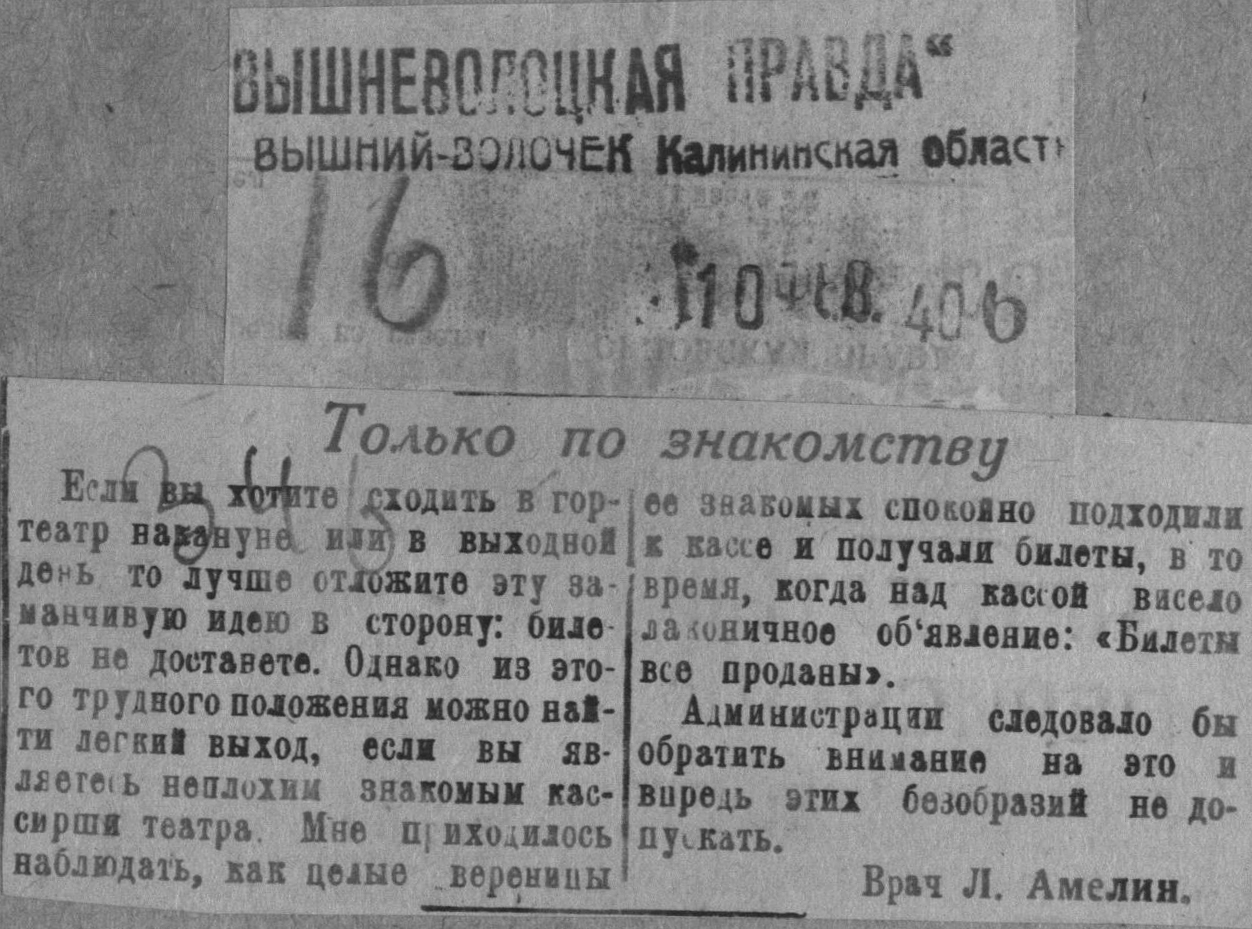 ВЫШНЕВОЛОЦКАЯ ПРАВДА“
ВЫШНИЙ-ВОЛОЧЕК Калининская област
16
10 40 6
Только по знакомству
Если вы хотите сходить в гор-
театр накануне или в выходной
день то лучше отложите эту за-
манчивую идею в сторону: биле-
тов не достанете. Однако из это-
го трудного положения можно най-
ти легкий выход, если вы яв-
ляетесь неплохим знакомым кас-
сирши театра. Мне приходилось
наблюдать, как целые вереницы
ее знакомых спокойно подходили
к кассе и получали билеты, в то
время, когда над кассой висело
лаконичное об‘явление: «Билеты
все проданы».
Администрации следовало бы
обратить внимание на это и
впредь этих безобразий не до-
пускать.
Врач Л. Амелин.